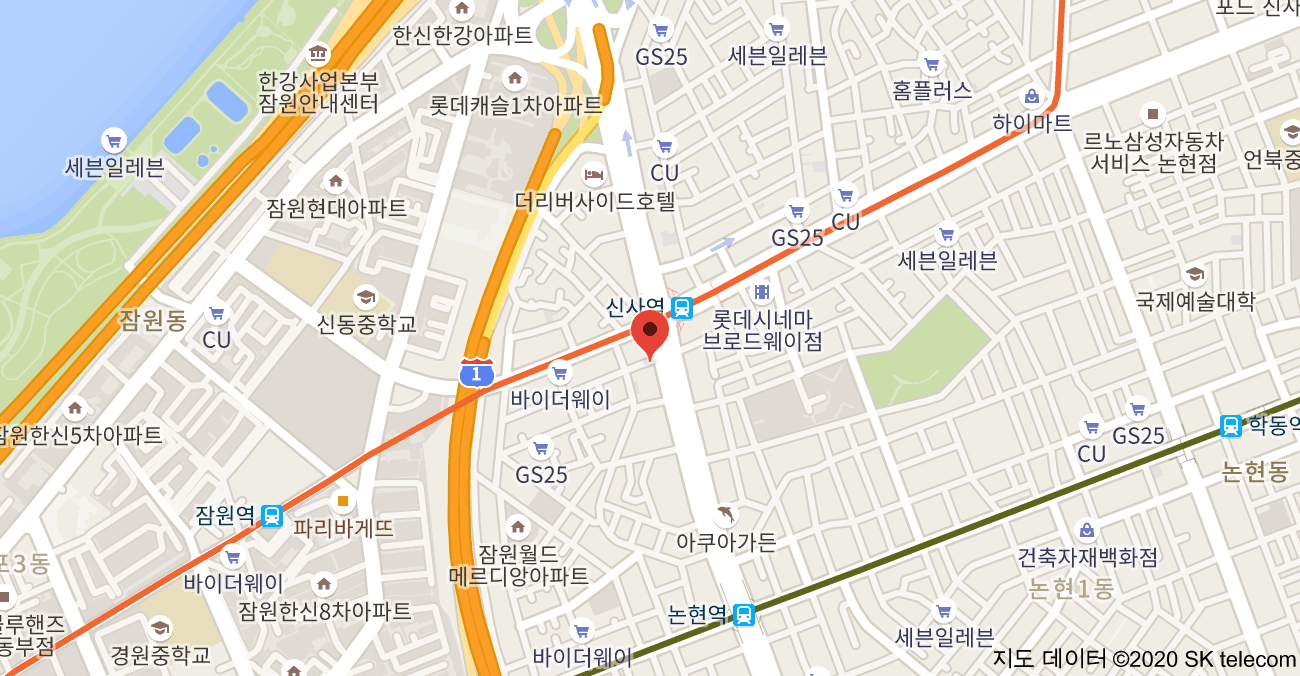 포드 신사
한신한강아파트
GS25
세븐일레븐
한강사업본부
잠원안내센터
홈플러스
롯데캐슬1차아파트
하이마트
르노삼성자동차
서비스 논현점
언북중
세븐일레븐
CU
더리버사이드호텔
잠원현대아파트
CU
GS25
세븐일레븐
국제예술대학
신사역
잠원동
신동중학교
CU
롯데시네마
브로드웨이점
1
바이더웨이
잠원한신5차아파트
GS25
CU
학동역
논현동
GS25
잠원역
파리바게뜨
아쿠아가든
잠원월드
메르디앙아파트
건축자재백화점
포3동
바이더웨이
논현1동
잠원한신8차아파트
논현역
블루핸즈
동부점
세븐일레븐
경원중학교
바이더웨이
지도 데이터 ©2020 SK telecom